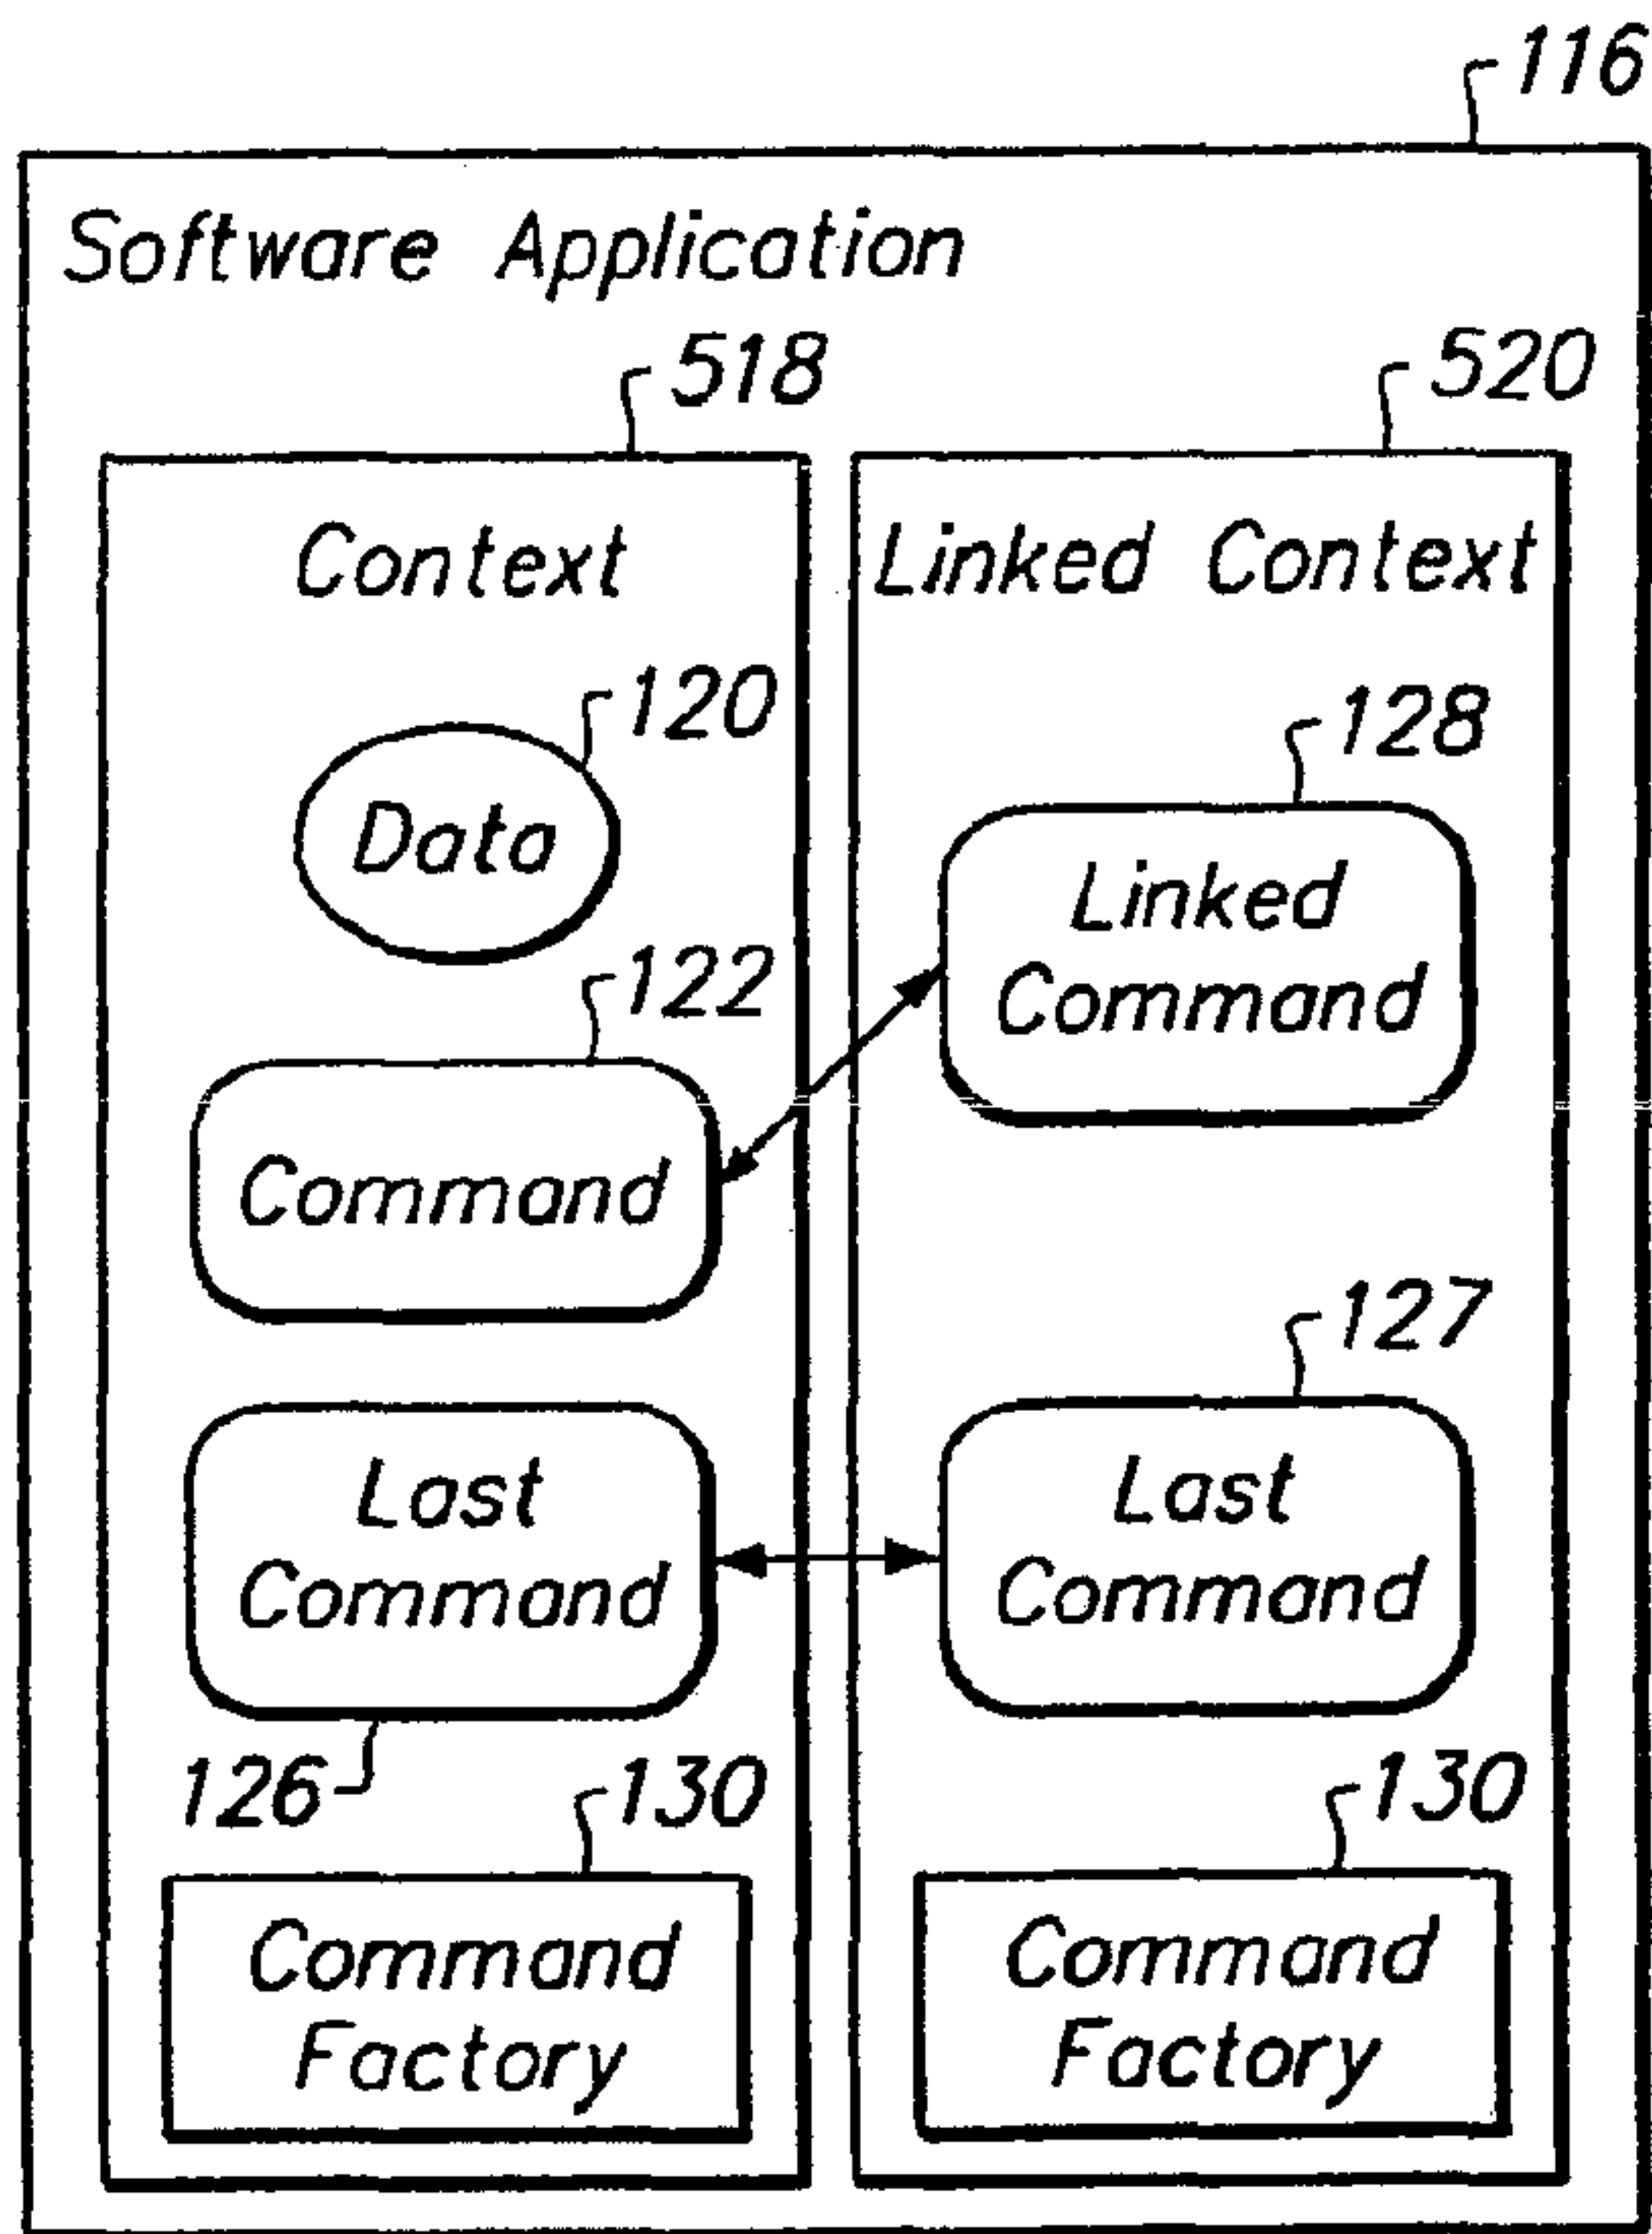 116
Software Application
518
520
Context
Linked Context
120
128
Data
Linked
Command
122
Command
127
Last
Command
Last
Command
126
130
130
Command
Factory
Command
Factory